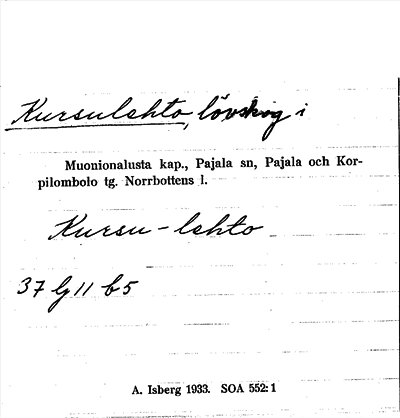 Kursulehto, lövskog i
Muonionalusta kap., Pajala sn, Pajala och Kor-
pilombolo tg. Norrbottens l.
Kursu-lehto
37 lg 11 b 5
A. Isberg 1933. SOA 552:1